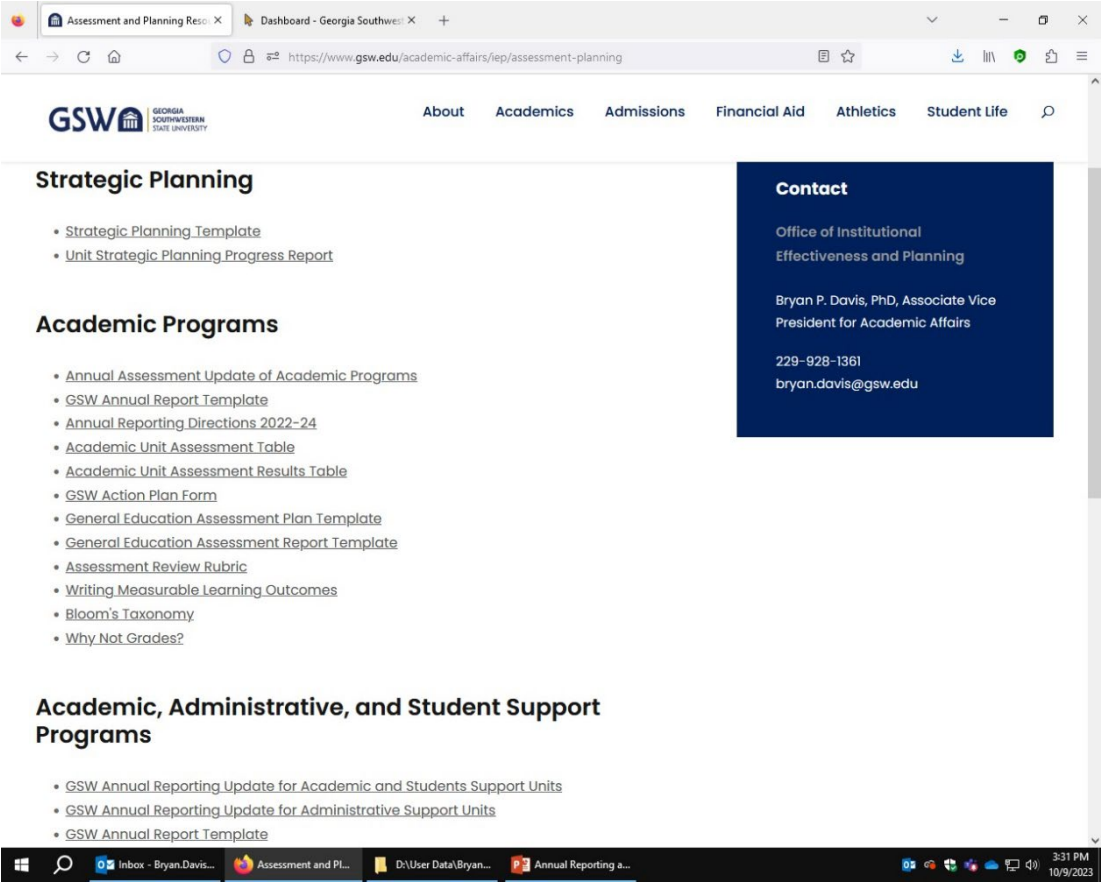 Assessment and Planning Reso
Dashboard - Georgia Southwest
https://www.gsw.edu/academic-affairs/iep/assessment-planning
GSW
GEORGIA
SOUTHWESTERN
STATE UNIVERSITY
About Academics Admissions Financial Aid Athletics Student Life
Strategic Planning
• Strategic Planning Template
• Unit Strategic Planning Progress Report
Academic Programs
• Annual Assessment Update of Academic Programs
• GSW Annual Report Template
• Annual Reporting Directions 2022-24
• Academic Unit Assessment Table
• Academic Unit Assessment Results Table
• GSW Action Plan Form
• General Education Assessment Plan Template
• General Education Assessment Report Template
• Assessment Review Rubric
• Writing Measurable Learning Outcomes
• Bloom's Taxonomy
• Why Not Grades?
Academic, Administrative, and Student Support
Programs
• GSW Annual Reporting Update for Academic and Students Support Units
• GSW Annual Reporting Update for Administrative Support Units
• GSW Annual Report Template
Contact
Office of Institutional
Effectiveness and Planning
Bryan P. Davis, PhD, Associate Vice
President for Academic Affairs
229-928-1361
bryan.davis@gsw.edu
Inbox - Bryan.Davis...
Assessment and Pl...
D:\User Data\Bryan...
Annual Reporting a...
3:31 PM
10/9/2023